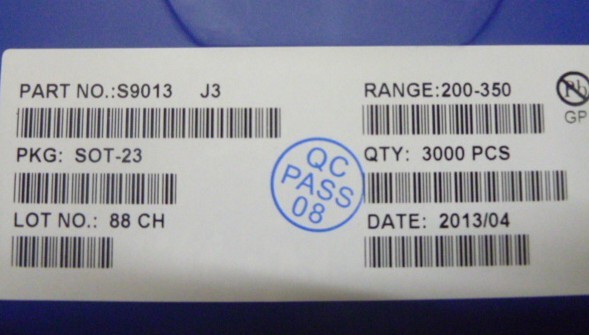 PART NO.:S9013 J3
RANGE:200-350
Pb
GP
PKG: SOT-23
QTY: 3000 PCS
QC
PASS
08
LOT NO.: 88 CH
DATE: 2013/04